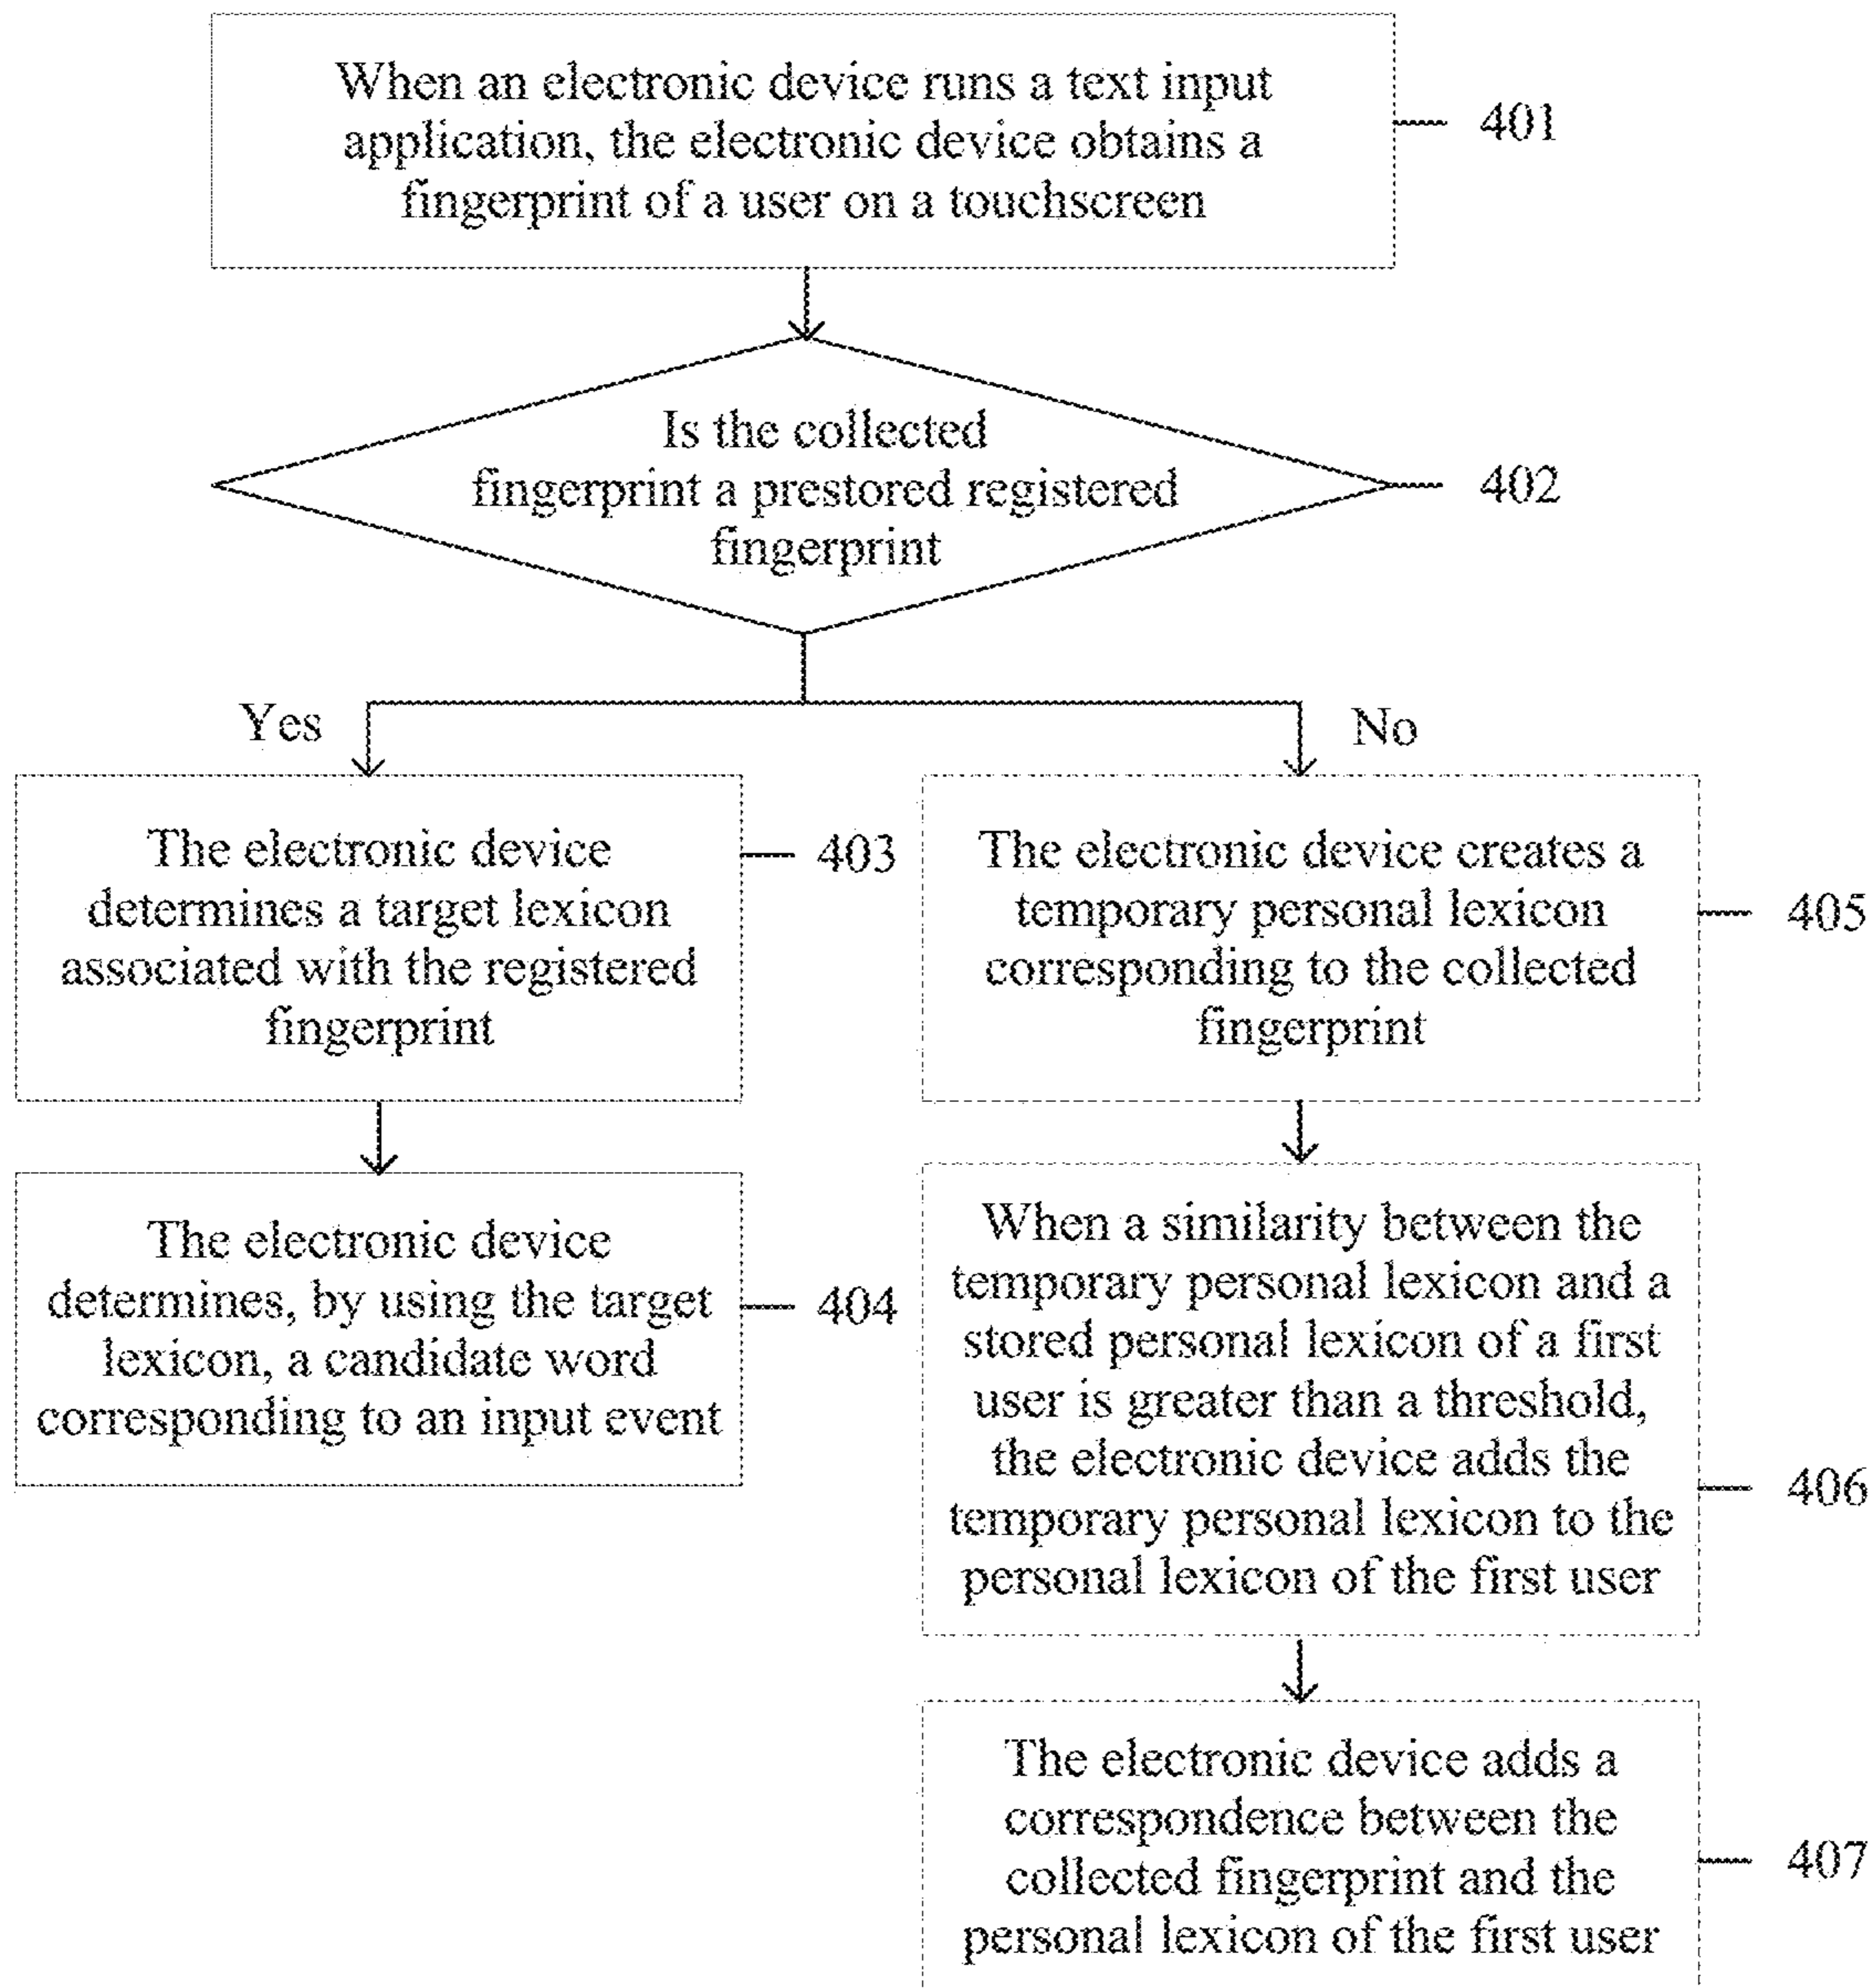 When an electronic device runs a text input
application, the electronic device obtains a
fingerprint of a user on a touchscreen
401
Is the collected
fingerprint a prestored registered
fingerprint
402
Yes
No
The electronic device
determines a target lexicon
associated with the registered
fingerprint
403
The electronic device creates a
temporary personal lexicon
corresponding to the collected
fingerprint
405
The electronic device
determines, by using the target
lexicon, a candidate word
corresponding to an input event
404
When a similarity between the
temporary personal lexicon and a
stored personal lexicon of a first
user is greater than a threshold,
the electronic device adds the
temporary personal lexicon to the
personal lexicon of the first user
406
The electronic device adds a
correspondence between the
collected fingerprint and the
personal lexicon of the first user
407